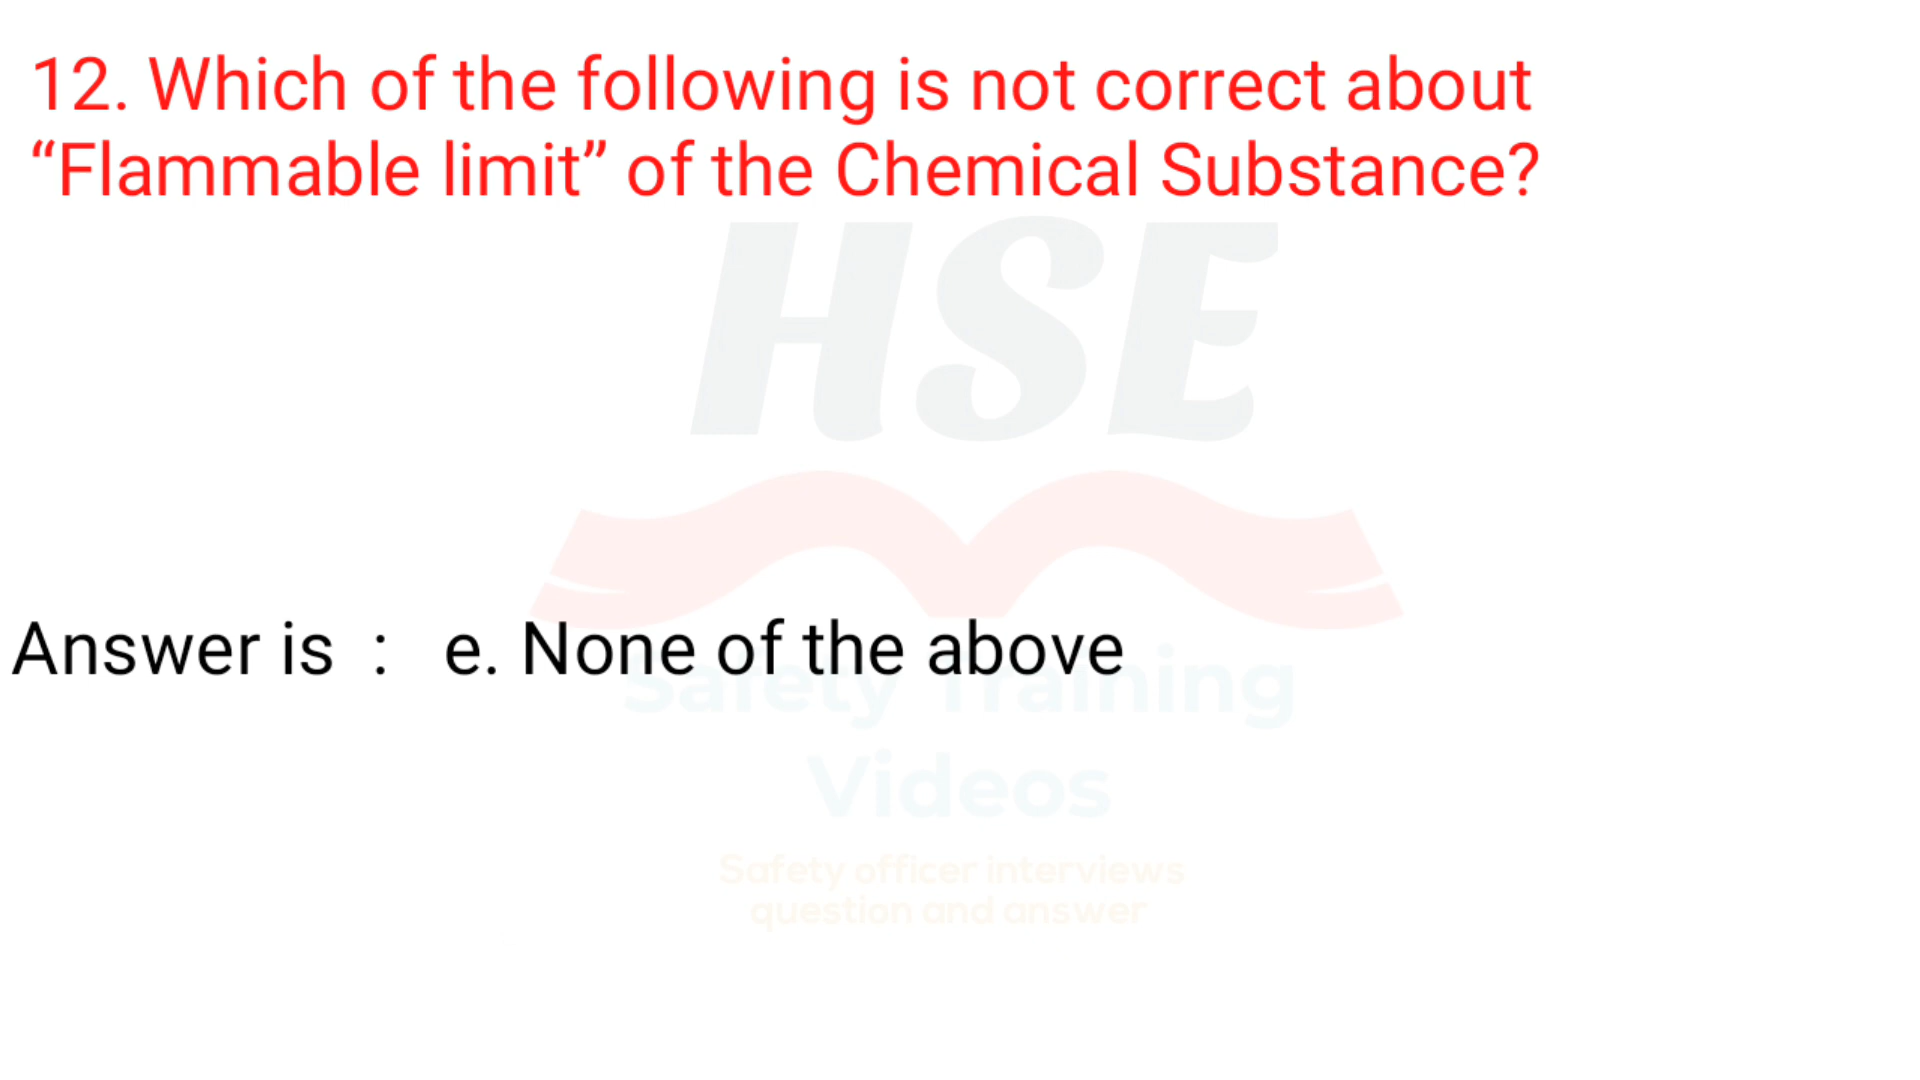 12. Which of the following is not correct about
“Flammable limit” of the Chemical Substance?
HSE
Answer is : e. None of the above
Safety Training
Videos
Safety officer interviews
question and answer